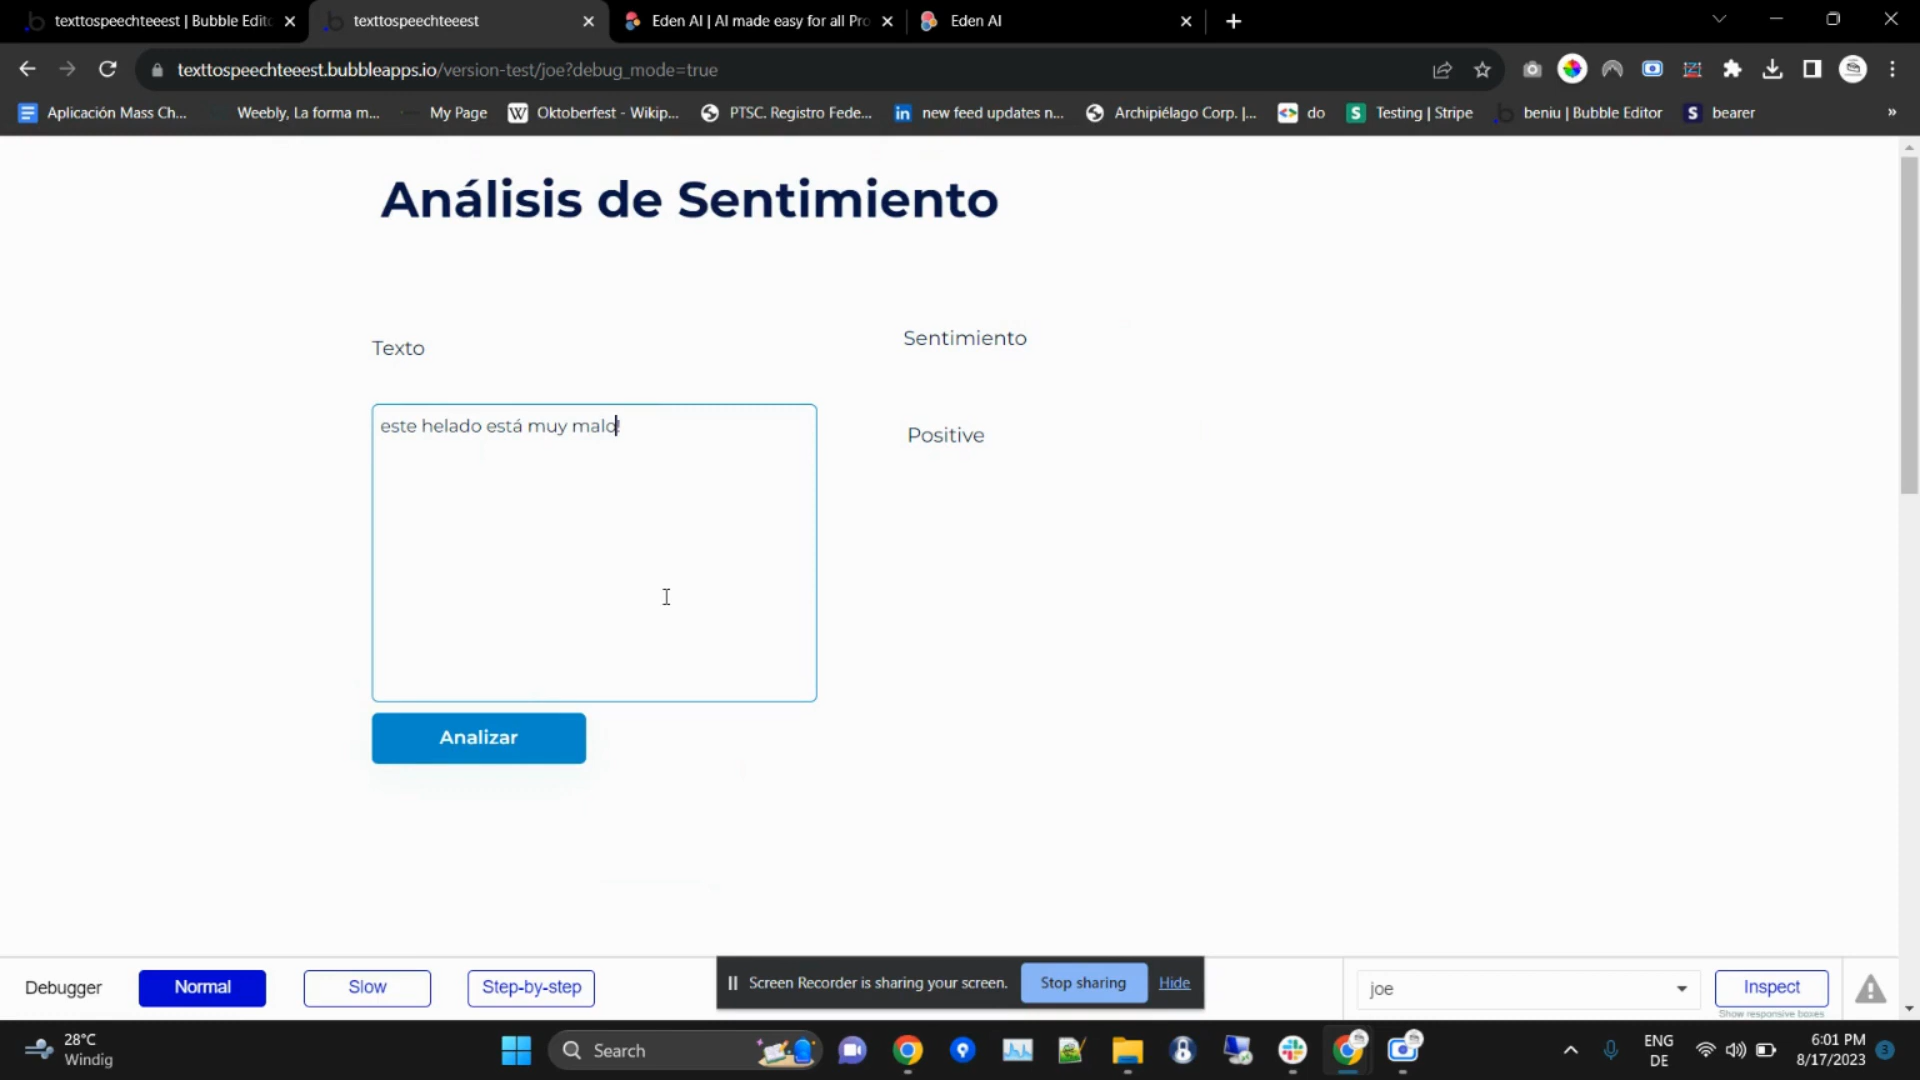 texttospeechteeest | Bubble Edit
texttospeechteeest
Eden AI | AI made easy for all Pro
Eden AI
texttospeechteeest.bubbleapps.io/version-test/joe?debug_mode=true
Aplicación Mass Ch...
Weebly, La forma m...
My Page
Oktoberfest - Wikip...
PTSC. Registro Fede...
new feed updates n...
Archipiélago Corp. |...
do
Testing | Stripe
beniu | Bubble Editor
bearer
»
Análisis de Sentimiento
Texto
Sentimiento
este helado está muy malo!
Positive
Analizar
Debugger
Normal
Slow
Step-by-step
Screen Recorder is sharing your screen.
Stop sharing
Hide
joe
Inspect
Show responsive boxes
28°C
Windig
Search
ENG
DE
6:01 PM
8/17/2023
3